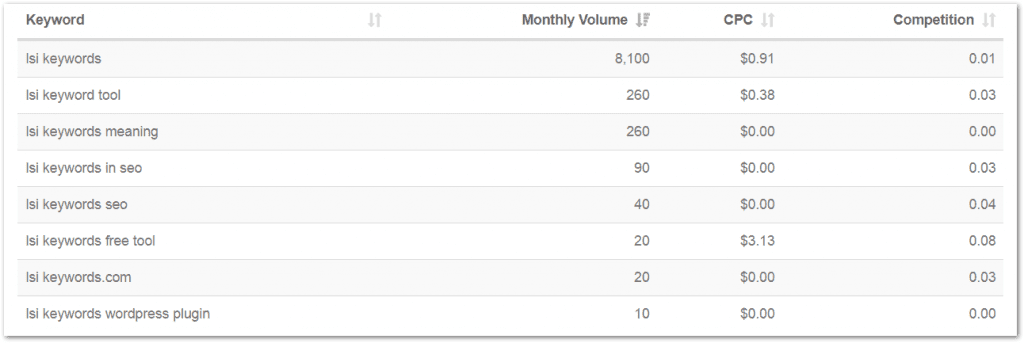 Keyword Monthly Volume CPC Competition
lsi keywords 8,100 $0.91 0.01
lsi keyword tool 260 $0.38 0.03
lsi keywords meaning 260 $0.00 0.00
lsi keywords in seo 90 $0.00 0.03
lsi keywords seo 40 $0.00 0.04
lsi keywords free tool 20 $3.13 0.08
lsi keywords.com 20 $0.00 0.03
lsi keywords wordpress plugin 10 $0.00 0.00